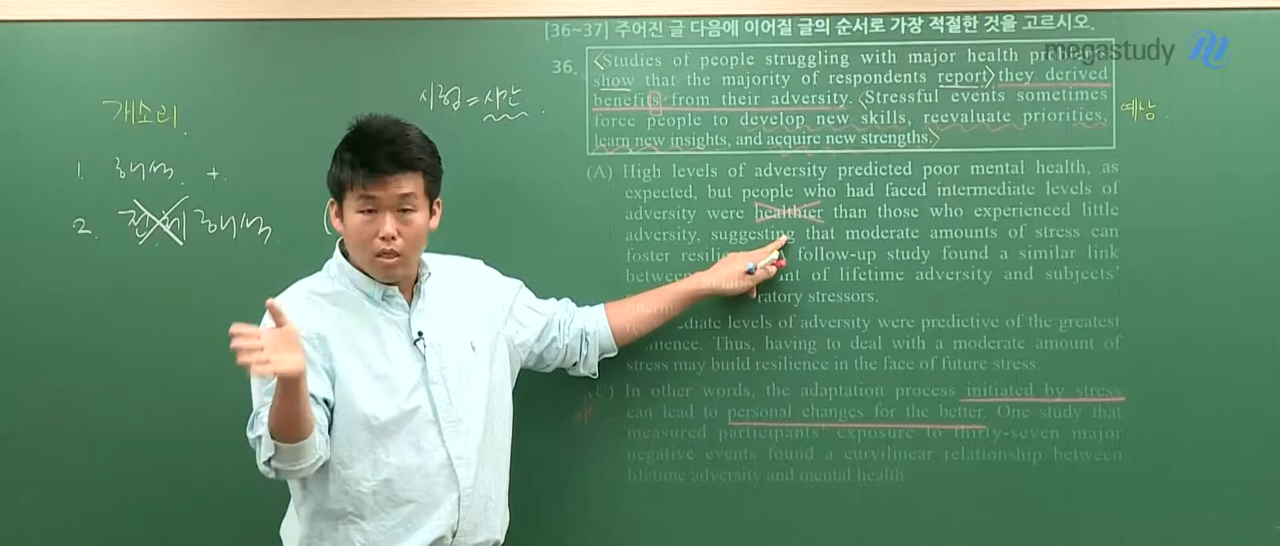 [36~37] 주어진 글 다음에 이어질 글의 순서로 가장 적절한 것을 고르시오.
megastudy
36.
Studies of people struggling with major health problems
show that the majority of respondents report they derived
benefits from their adversity. Stressful events sometimes
force people to develop new skills, reevaluate priorities,
learn new insights, and acquire new strengths.
예상
개소리
시험=시간
1. 해석 +
2. 전체 해석
(A) High levels of adversity predicted poor mental health, as
expected, but people who had faced intermediate levels of
adversity were healthier than those who experienced little
adversity, suggesting that moderate amounts of stress can
foster follow-up study found a similar link
between of lifetime adversity and subjects'
stressors.
levels of adversity were predictive of the greatest
Thus, having to deal with a moderate amount of
stress may build resilience in the face of future stress.
(C) In other words, the adaptation process initiated by stress
can lead to personal changes for the better. One study that
measured participants' exposure to thirty-seven major
negative events found a curvilinear relationship between
lifetime adversity and mental health.